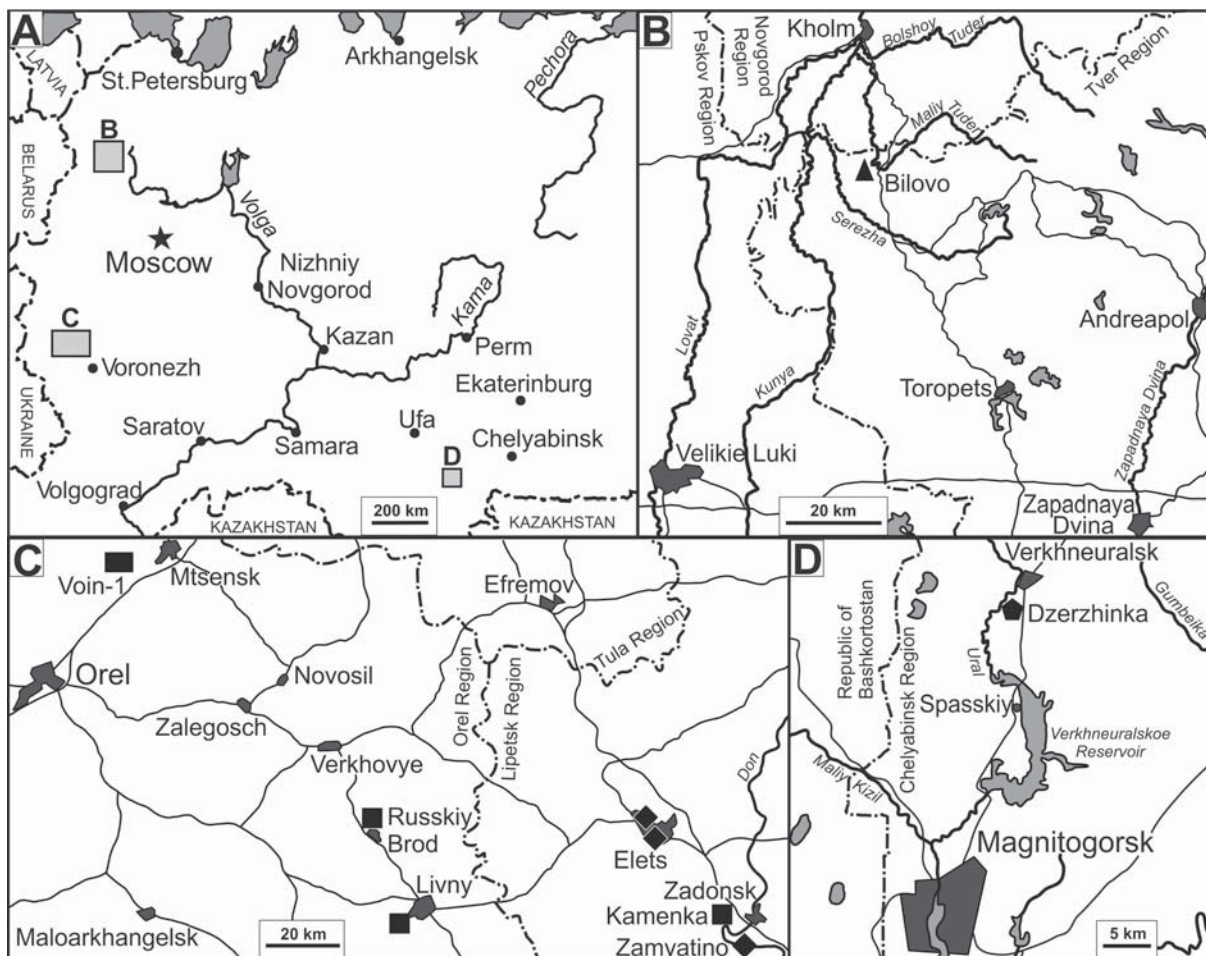 A
LATVIA
St.Petersburg
Arkhangelsk
Pechora
B
BELARUS
Volga
Moscow
Nizhniy
Novgorod
Kama
C
Kazan
Perm
Voronezh
Ekaterinburg
UKRAINE
Saratov
Samara
Ufa
Chelyabinsk
D
Volgograd
KAZAKHSTAN
200 km
KAZAKHSTAN
B
Kholm
Bolshoy Tuder
Novgorod
Region
Pskov Region
Tver Region
Maliy Tuder
Bilovo
Serezha
Andreapol
Lovat
Kunya
Toropets
Zapadnaya Dvina
Velikie Luki
20 km
Zapadnaya
Dvina
C
Voin-1
Mtsensk
Efremov
Tula Region
Orel
Novosil
Orel Region
Lipetsk Region
Zalegosch
Verkhovye
Don
Russkiy
Brod
Elets
Livny
Zadonsk
Kamenka
Maloarkhangelsk
20 km
Zamyatino
D
Verkhneuralsk
Gumbeika
Dzerzhinka
Republic of
Bashkortostan
Chelyabinsk Region
Ural
Spasskiy
Verkhneuralskoe
Reservoir
Maliy Kizil
Magnitogorsk
5 km